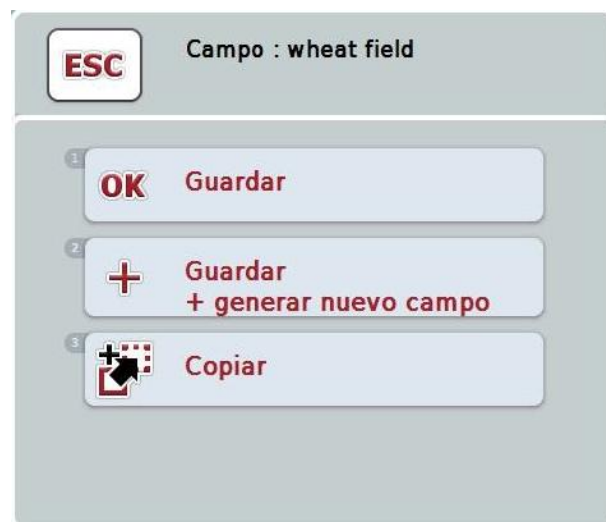 ESC
Campo : wheat field
1
OK
Guardar
2
Guardar
+ generar nuevo campo
3
Copiar